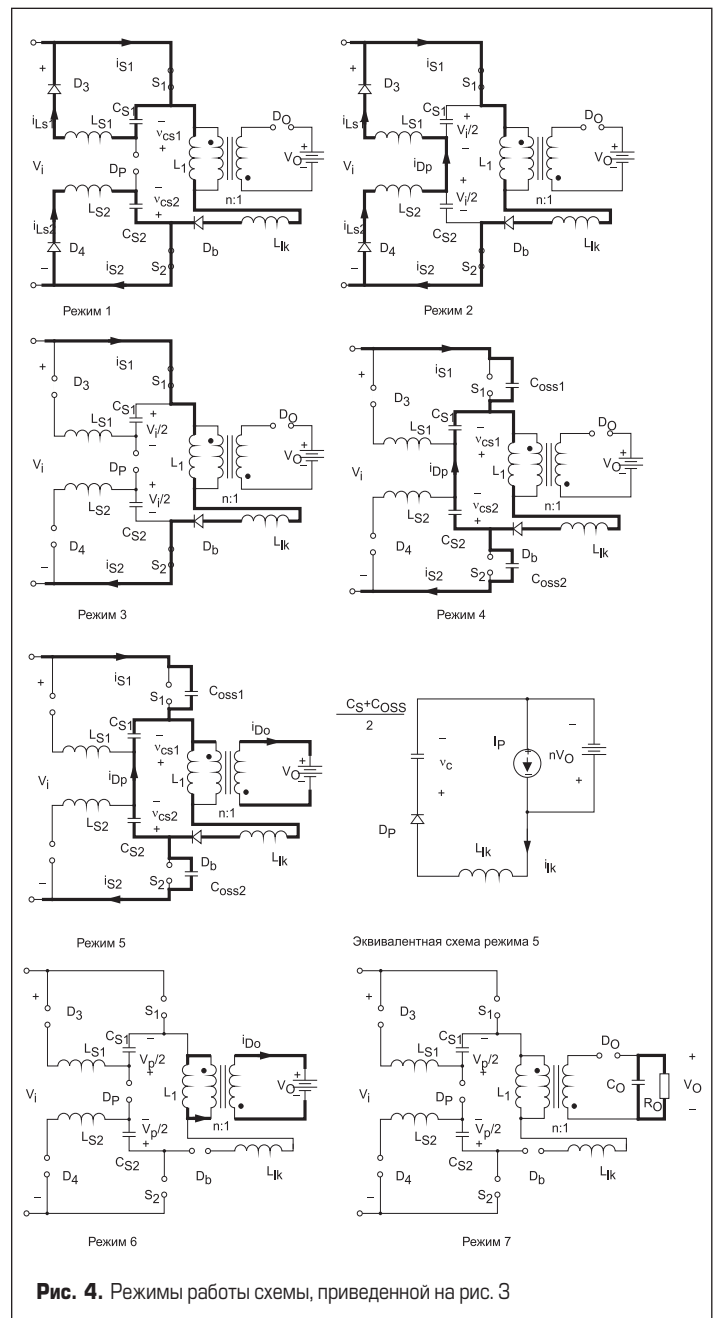 +
i_S1
D_3
S_1
C_S1
−
i_Ls1
L_S1
v_cs1
+
D_O
V_i
D_P
L_1
V_O
−
v_cs2
+
n:1
L_S2
i_Ls2
C_S2
D_4
D_b
L_lk
−
i_S2
S_2
Режим 1
+
i_S1
D_3
S_1
C_S1
+
i_Ls1
L_S1
V_i/2
−
D_O
V_i
i_Dp
L_1
V_O
+
V_i/2
−
n:1
L_S2
i_Ls2
C_S2
D_4
D_b
L_lk
−
i_S2
S_2
Режим 2
+
i_S1
D_3
S_1
C_S1
+
L_S1
V_i/2
−
D_O
V_i
D_P
L_1
V_O
+
V_i/2
−
n:1
L_S2
C_S2
D_4
D_b
L_lk
−
i_S2
S_2
Режим 3
+
i_S1
D_3
S_1
C_oss1
C_S1
−
L_S1
v_cs1
+
D_O
V_i
i_Dp
L_1
V_O
−
v_cs2
+
n:1
L_S2
C_S2
D_4
D_b
L_lk
−
i_S2
S_2
C_oss2
Режим 4
+
i_S1
S_1
C_oss1
C_S1
−
L_S1
v_cs1
+
i_Do
V_i
i_Dp
L_1
V_O
−
v_cs2
+
n:1
L_S2
C_S2
D_b
L_lk
−
i_S2
S_2
C_oss2
Режим 5
C_S+C_OSS
2
−
v_c
+
I_P
−
nV_O
+
D_P
L_lk
i_lk
Эквивалентная схема режима 5
+
D_3
S_1
C_S1
−
L_S1
V_p/2
+
i_Do
V_i
D_P
L_1
V_O
−
V_p/2
+
n:1
L_S2
C_S2
D_4
D_b
L_lk
−
S_2
Режим 6
+
D_3
S_1
C_S1
−
L_S1
V_p/2
+
D_O
V_i
D_P
L_1
C_O
R_O
+
V_O
−
−
V_p/2
+
n:1
L_S2
C_S2
D_4
D_b
L_lk
−
S_2
Режим 7
Рис. 4. Режимы работы схемы, приведенной на рис. 3